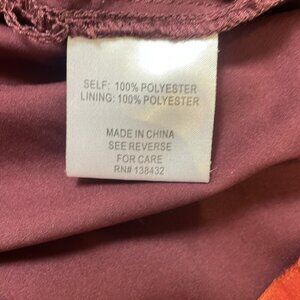 SELF: 100% POLYESTER
LINING: 100% POLYESTER
MADE IN CHINA
SEE REVERSE
FOR CARE
RN# 138432